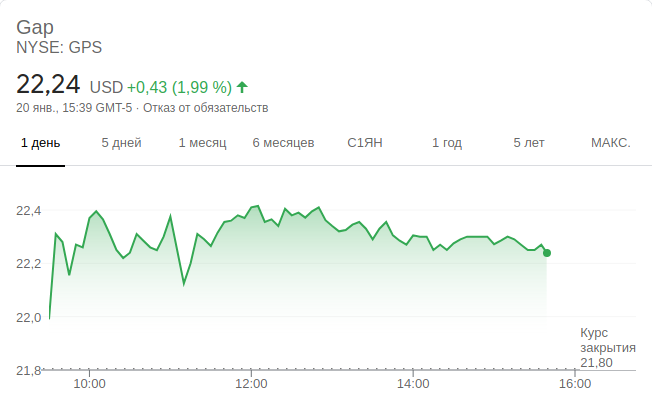 Gap
NYSE: GPS
22,24 USD +0,43 (1,99 %)
20 янв., 15:39 GMT-5 · Отказ от обязательств
1 день 5 дней 1 месяц 6 месяцев С1ЯН 1 год 5 лет МАКС.
22,4
22,2
22,0
21,8
Курс
закрытия
21,80
10:00 12:00 14:00 16:00